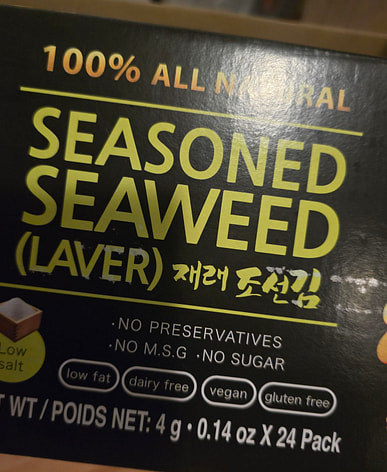 100% ALL NATURAL
SEASONED
SEAWEED
(LAVER) 재래 조선김
·NO PRESERVATIVES
·NO M.S.G ·NO SUGAR
Low
salt
low fat dairy free vegan gluten free
T WT / POIDS NET: 4 g • 0.14 oz X 24 Pack